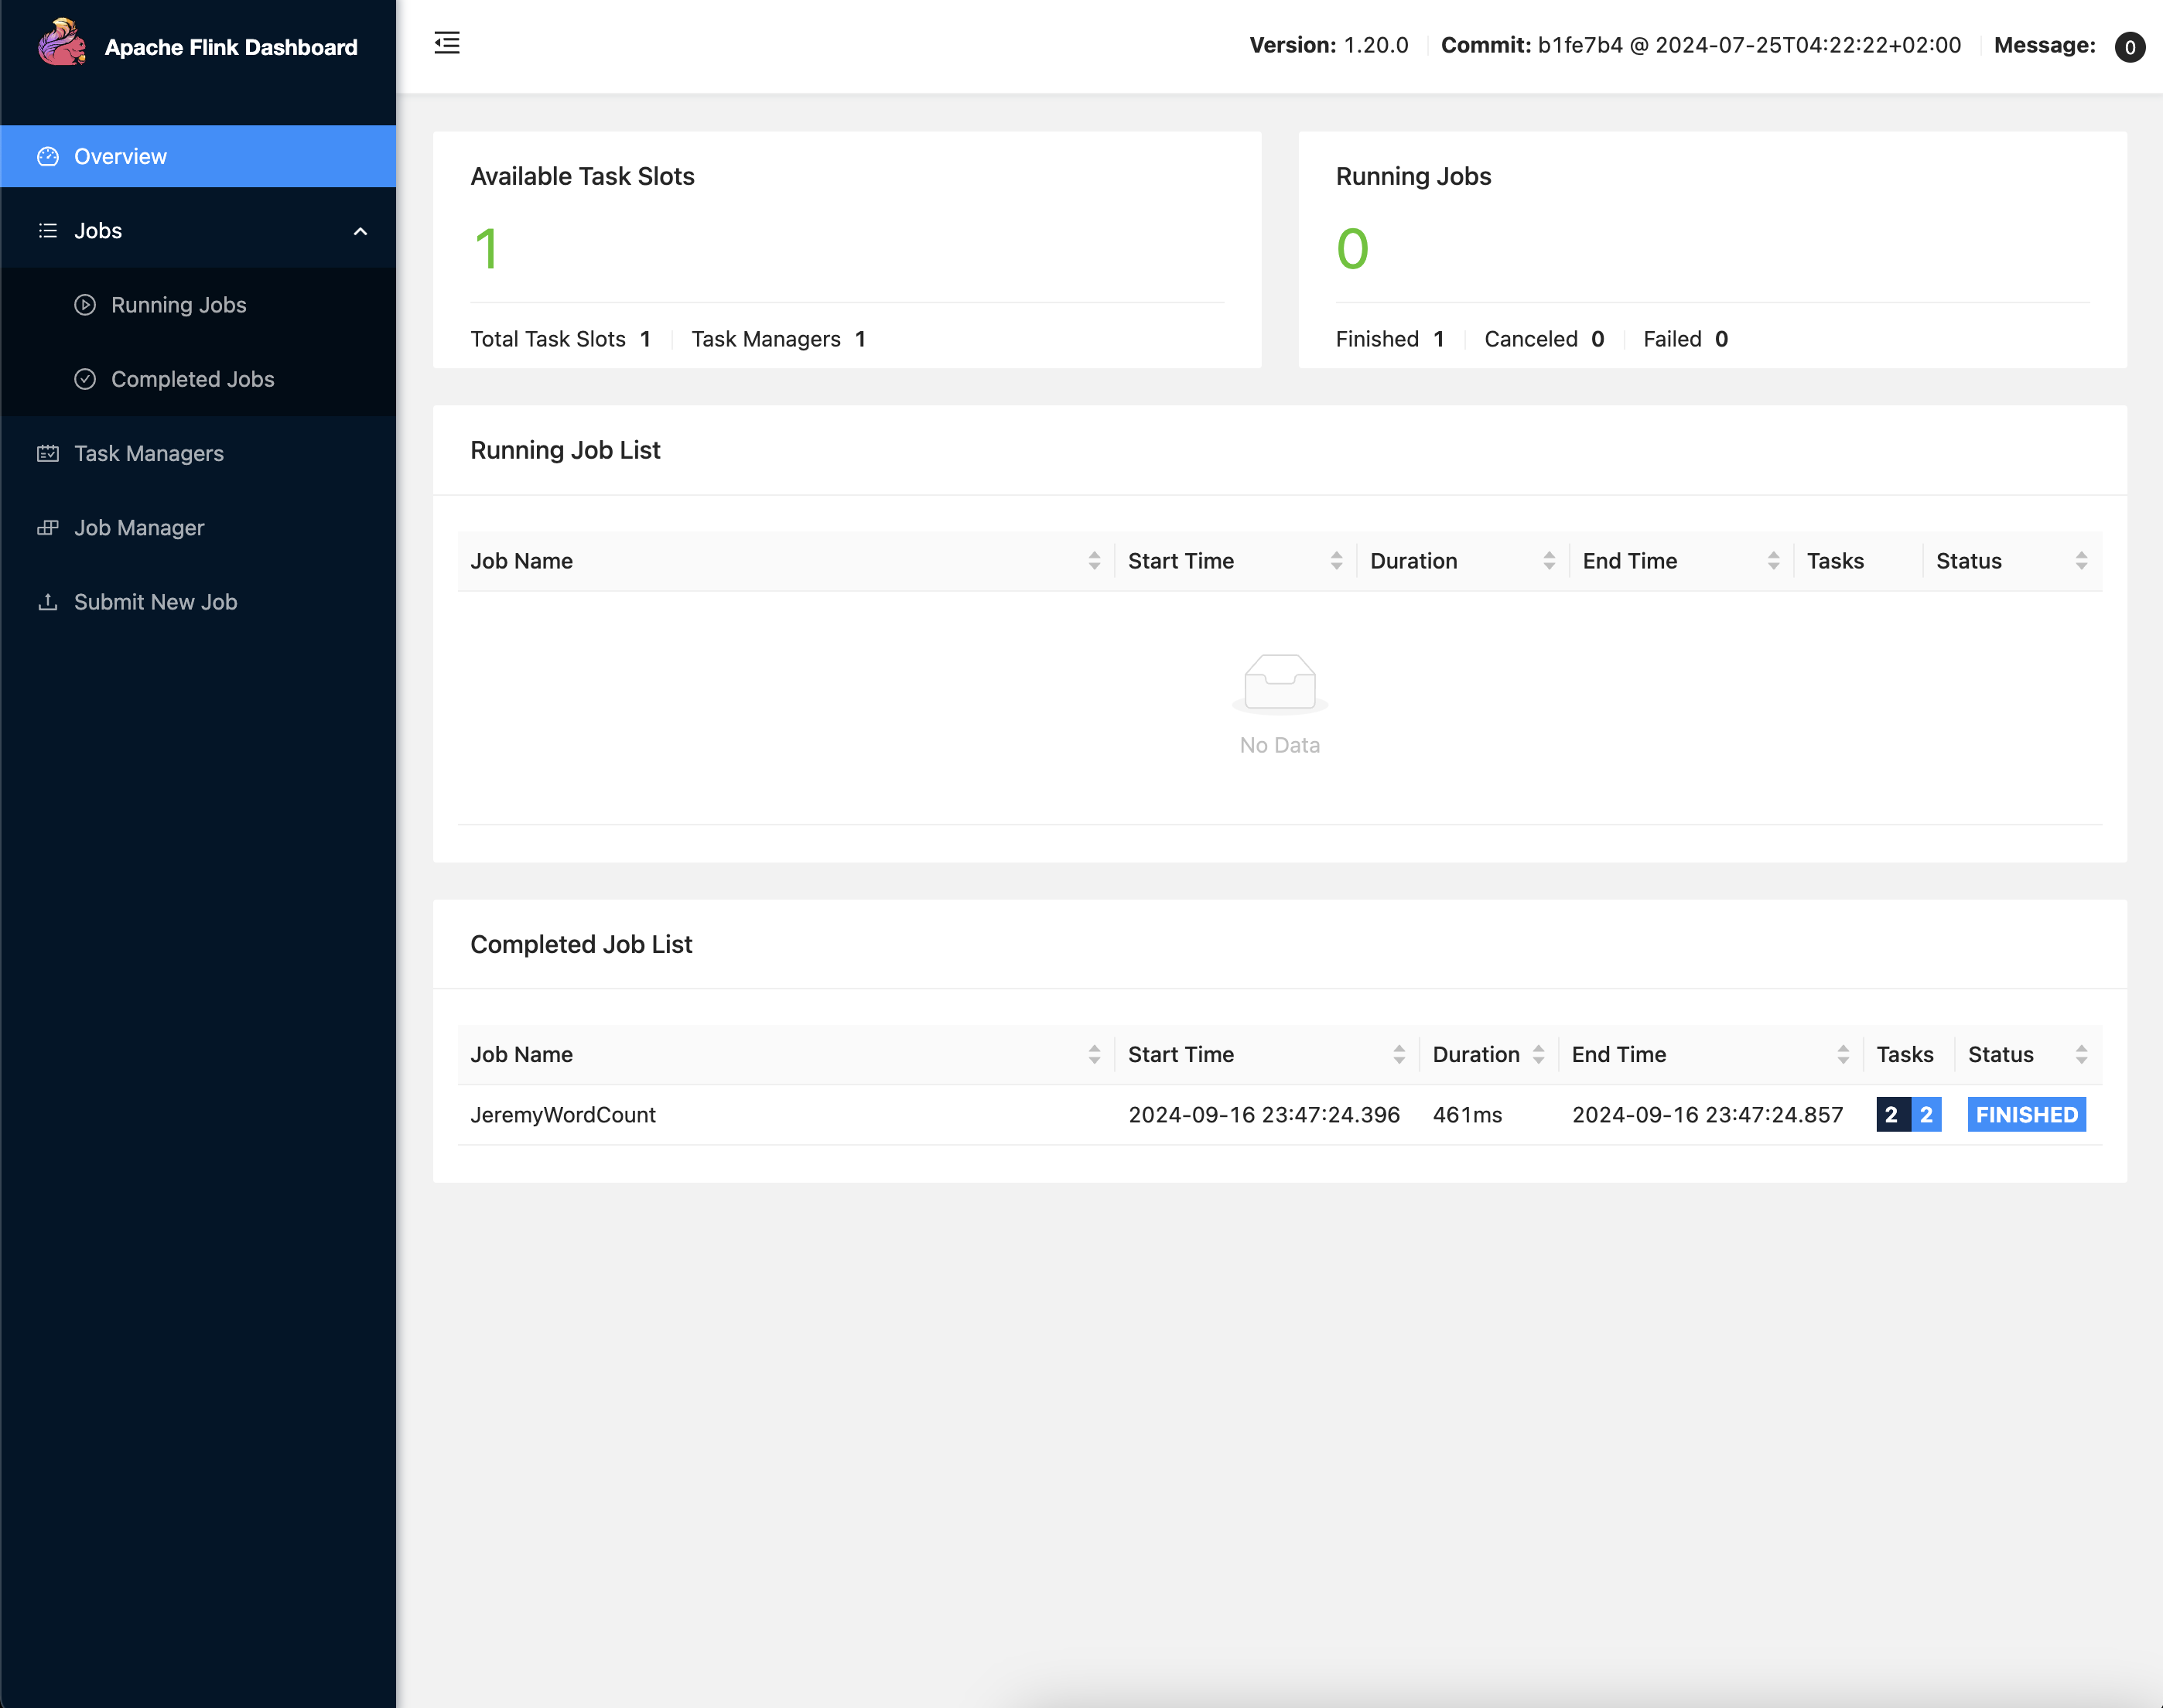 Apache Flink Dashboard
Version: 1.20.0 Commit: b1fe7b4 @ 2024-07-25T04:22:22+02:00 Message: 0
Overview
Jobs
Running Jobs
Completed Jobs
Task Managers
Job Manager
Submit New Job
Available Task Slots
1
Total Task Slots 1 Task Managers 1
Running Jobs
0
Finished 1 Canceled 0 Failed 0
Running Job List
Job Name Start Time Duration End Time Tasks Status
No Data
Completed Job List
Job Name Start Time Duration End Time Tasks Status
JeremyWordCount 2024-09-16 23:47:24.396 461ms 2024-09-16 23:47:24.857 2 2 FINISHED